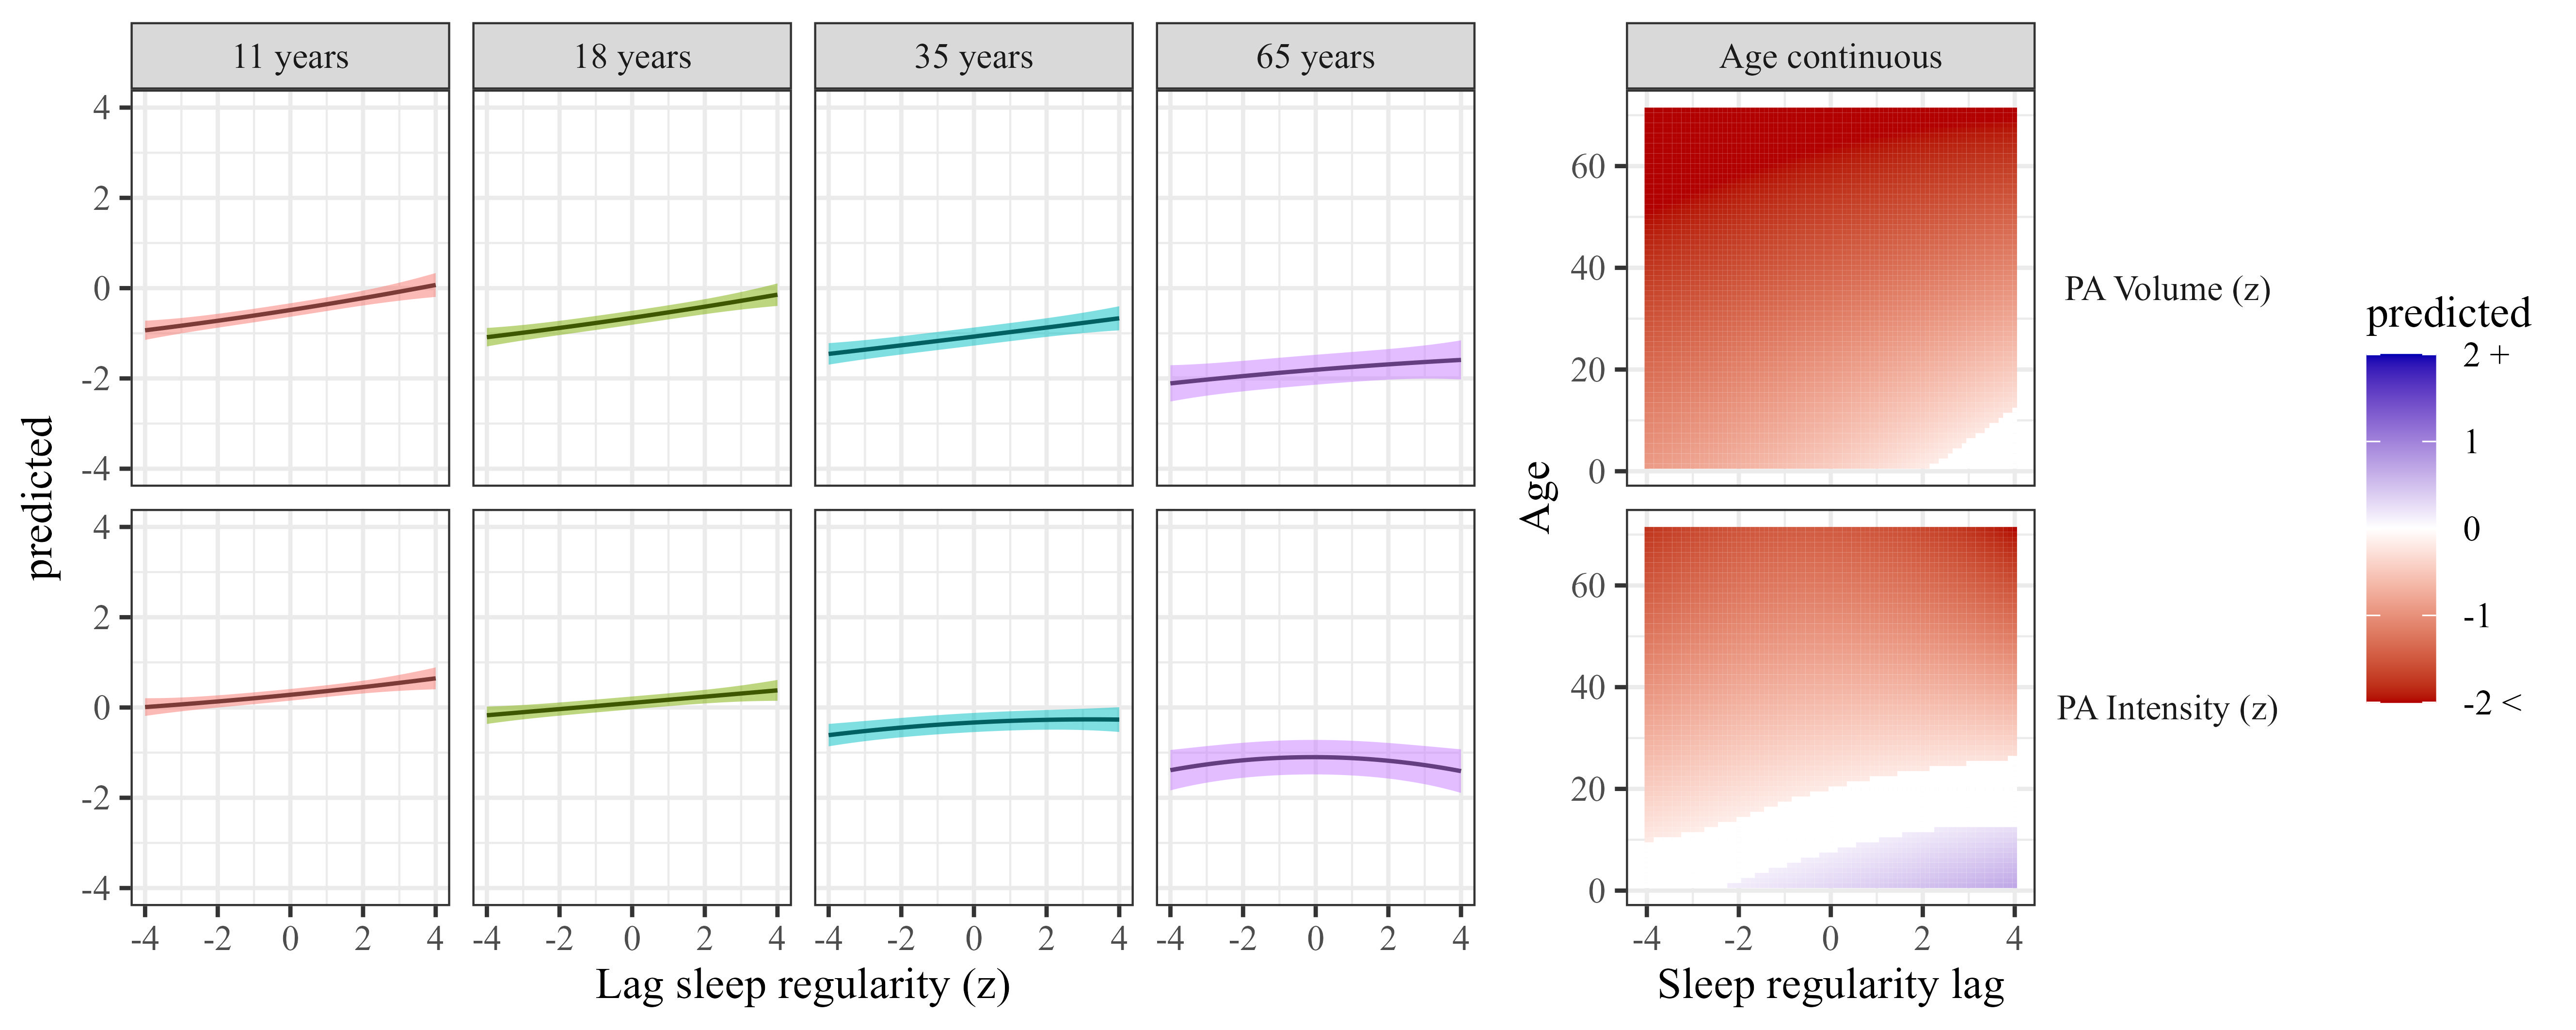 11 years
18 years
35 years
65 years
Age continuous
predicted
4
2
0
-2
-4
4
2
0
-2
-4
-4 -2 0 2 4
-4 -2 0 2 4
-4 -2 0 2 4
-4 -2 0 2 4
Lag sleep regularity (z)
Age
60
40
20
0
60
40
20
0
-4 -2 0 2 4
Sleep regularity lag
PA Volume (z)
PA Intensity (z)
predicted
2 +
1
0
-1
-2 <